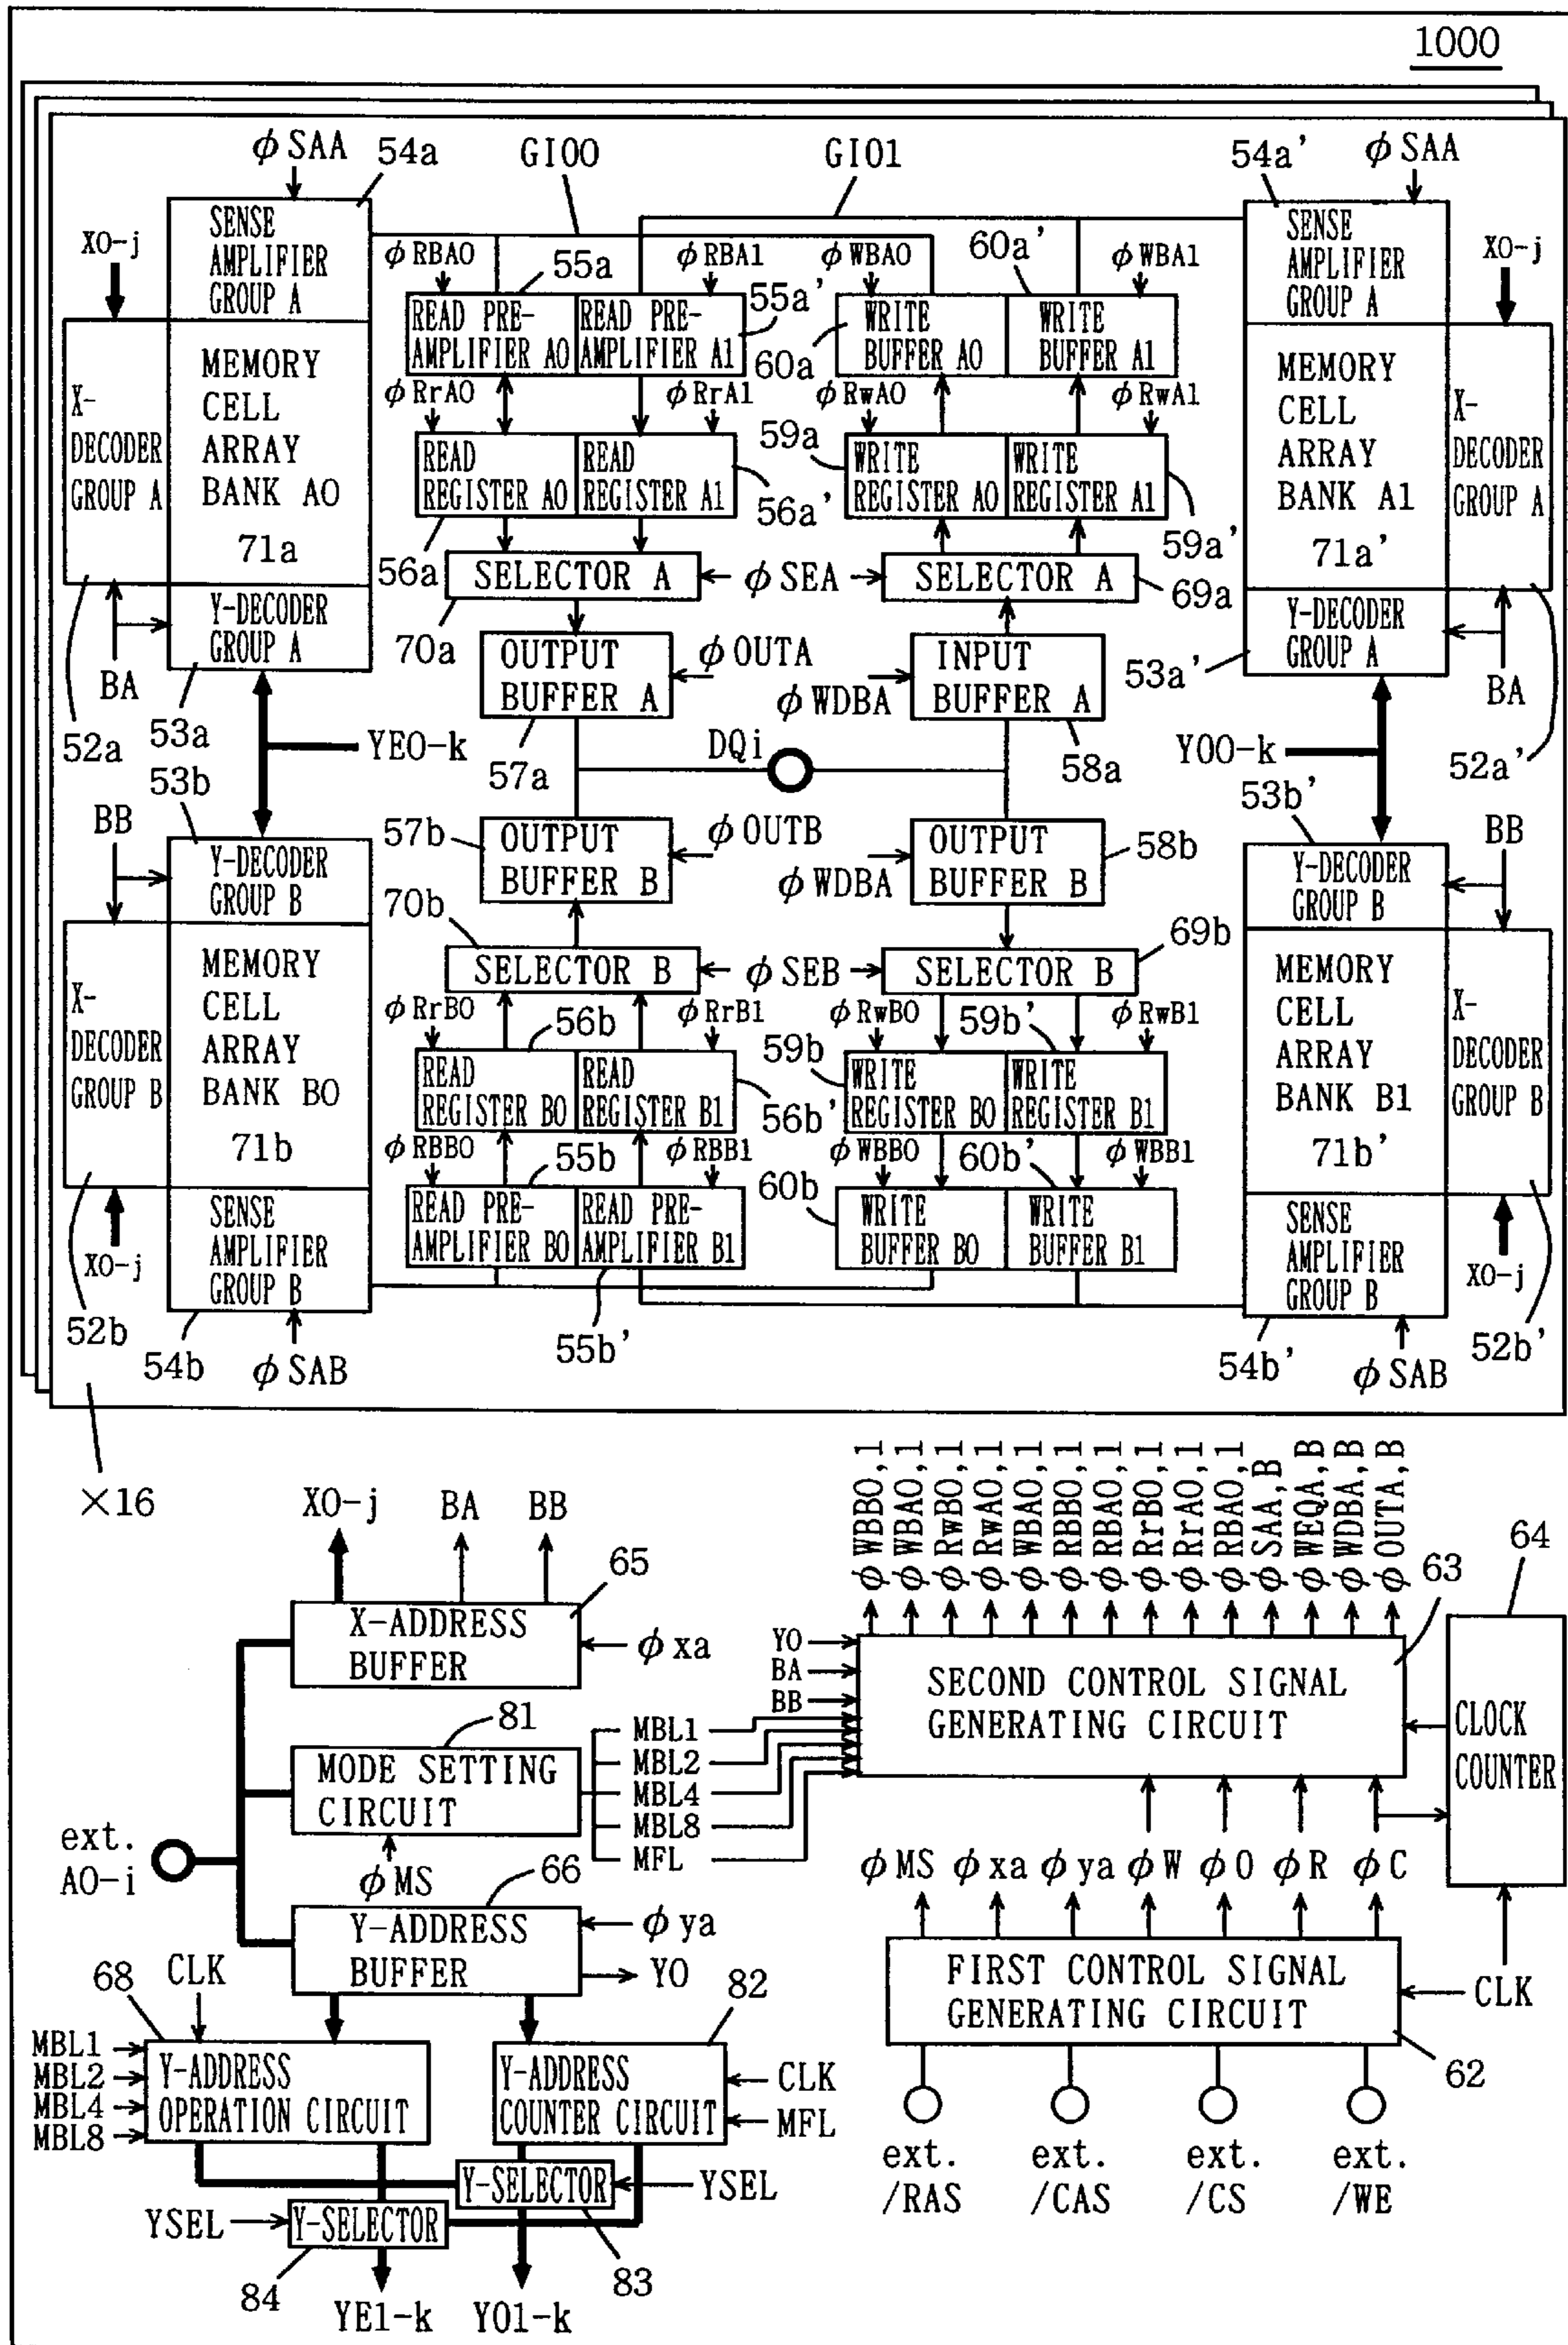 1000
φSAA 54a GIO0 GIO1 54a' φSAA
SENSE AMPLIFIER GROUP A
SENSE AMPLIFIER GROUP A
X0-j
X0-j
φRBA0 55a φRBA1 φWBA0 60a' φWBA1
READ PRE-AMPLIFIER A0
READ PRE-AMPLIFIER A1
55a'
60a
WRITE BUFFER A0
WRITE BUFFER A1
X-DECODER GROUP A
MEMORY CELL ARRAY BANK A0 71a
φRrA0 φRrA1 φRwA0 φRwA1
MEMORY CELL ARRAY BANK A1 71a'
X-DECODER GROUP A
READ REGISTER A0
READ REGISTER A1
59a
WRITE REGISTER A0
WRITE REGISTER A1
56a' 59a'
56a SELECTOR A φSEA SELECTOR A 69a
Y-DECODER GROUP A
Y-DECODER GROUP A
70a OUTPUT BUFFER A φOUTA INPUT BUFFER A 53a'
BA φWDBA BA
52a 53a YE0-k 57a DQi 58a YO0-k 52a'
53b 53b'
BB 57b OUTPUT BUFFER B φOUTB OUTPUT BUFFER B 58b BB
φWDBA
Y-DECODER GROUP B
Y-DECODER GROUP B
70b SELECTOR B φSEB SELECTOR B 69b
X-DECODER GROUP B
MEMORY CELL ARRAY BANK B0 71b
φRrB0 56b φRrB1 φRwB0 59b' φRwB1
MEMORY CELL ARRAY BANK B1 71b'
X-DECODER GROUP B
READ REGISTER B0
READ REGISTER B1
56b'
59b
WRITE REGISTER B0
WRITE REGISTER B1
φRBB0 55b φRBB1 φWBB0 60b' φWBB1
READ PRE-AMPLIFIER B0
READ PRE-AMPLIFIER B1
60b
WRITE BUFFER B0
WRITE BUFFER B1
SENSE AMPLIFIER GROUP B
SENSE AMPLIFIER GROUP B
X0-j
X0-j
52b 54b φSAB 55b' 54b' φSAB 52b'
×16
X0-j BA BB
φWBB0,1
φWBA0,1
φRwB0,1
φRwA0,1
φWBA0,1
φRBB0,1
φRBA0,1
φRrB0,1
φRrA0,1
φRBA0,1
φSAA,B
φWEQA,B
φWDBA,B
φOUTA,B
63 64
65
X-ADDRESS
BUFFER
φxa
Y0
BA
BB
SECOND CONTROL SIGNAL
GENERATING CIRCUIT
CLOCK
COUNTER
81
MODE SETTING
CIRCUIT
MBL1
MBL2
MBL4
MBL8
MFL
ext.
A0-i
φMS
φMS φxa φya φW φO φR φC
66
Y-ADDRESS
BUFFER
φya
Y0
FIRST CONTROL SIGNAL
GENERATING CIRCUIT
CLK
62
68 CLK 82
MBL1
MBL2
MBL4
MBL8
Y-ADDRESS
OPERATION CIRCUIT
Y-ADDRESS
COUNTER CIRCUIT
CLK
MFL
ext. ext. ext. ext.
/RAS /CAS /CS /WE
Y-SELECTOR YSEL
YSEL Y-SELECTOR
84 83
YE1-k YO1-k